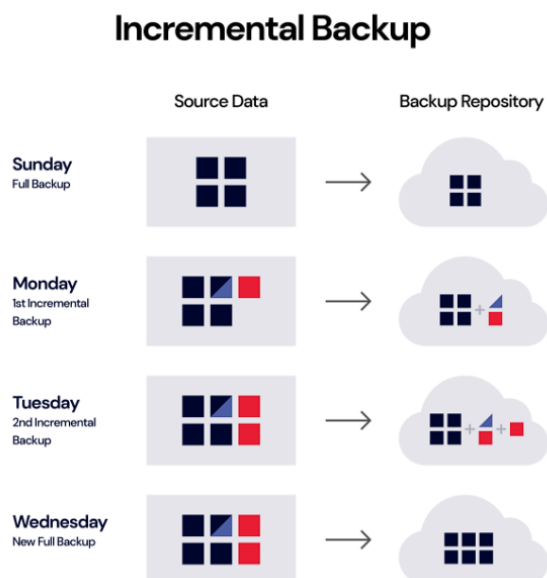 Incremental Backup
Source Data
Backup Repository
Sunday
Full Backup
Monday
1st Incremental
Backup
+
Tuesday
2nd Incremental
Backup
+ +
Wednesday
New Full Backup